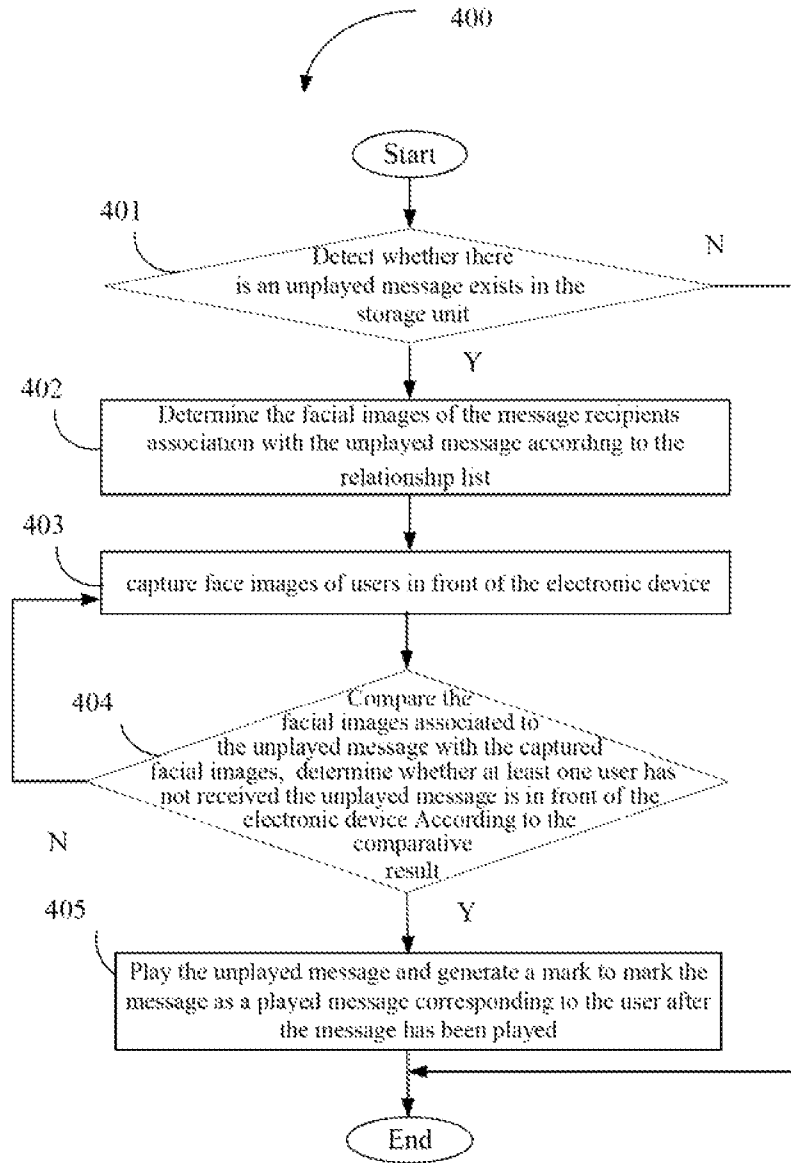 400
Start
401
N
Detect whether there
is an unplayed message exists in the
storage unit
Y
402
Determine the facial images of the message recipients
association with the unplayed message according to the
relationship list
403
capture face images of users in front of the electronic device
404
Compare the
facial images associated to
the unplayed message with the captured
facial images, determine whether at least one user has
not received the unplayed message is in front of the
electronic device According to the
comparative
result
N
Y
405
Play the unplayed message and generate a mark to mark the
message as a played message corresponding to the user after
the message has been played
End